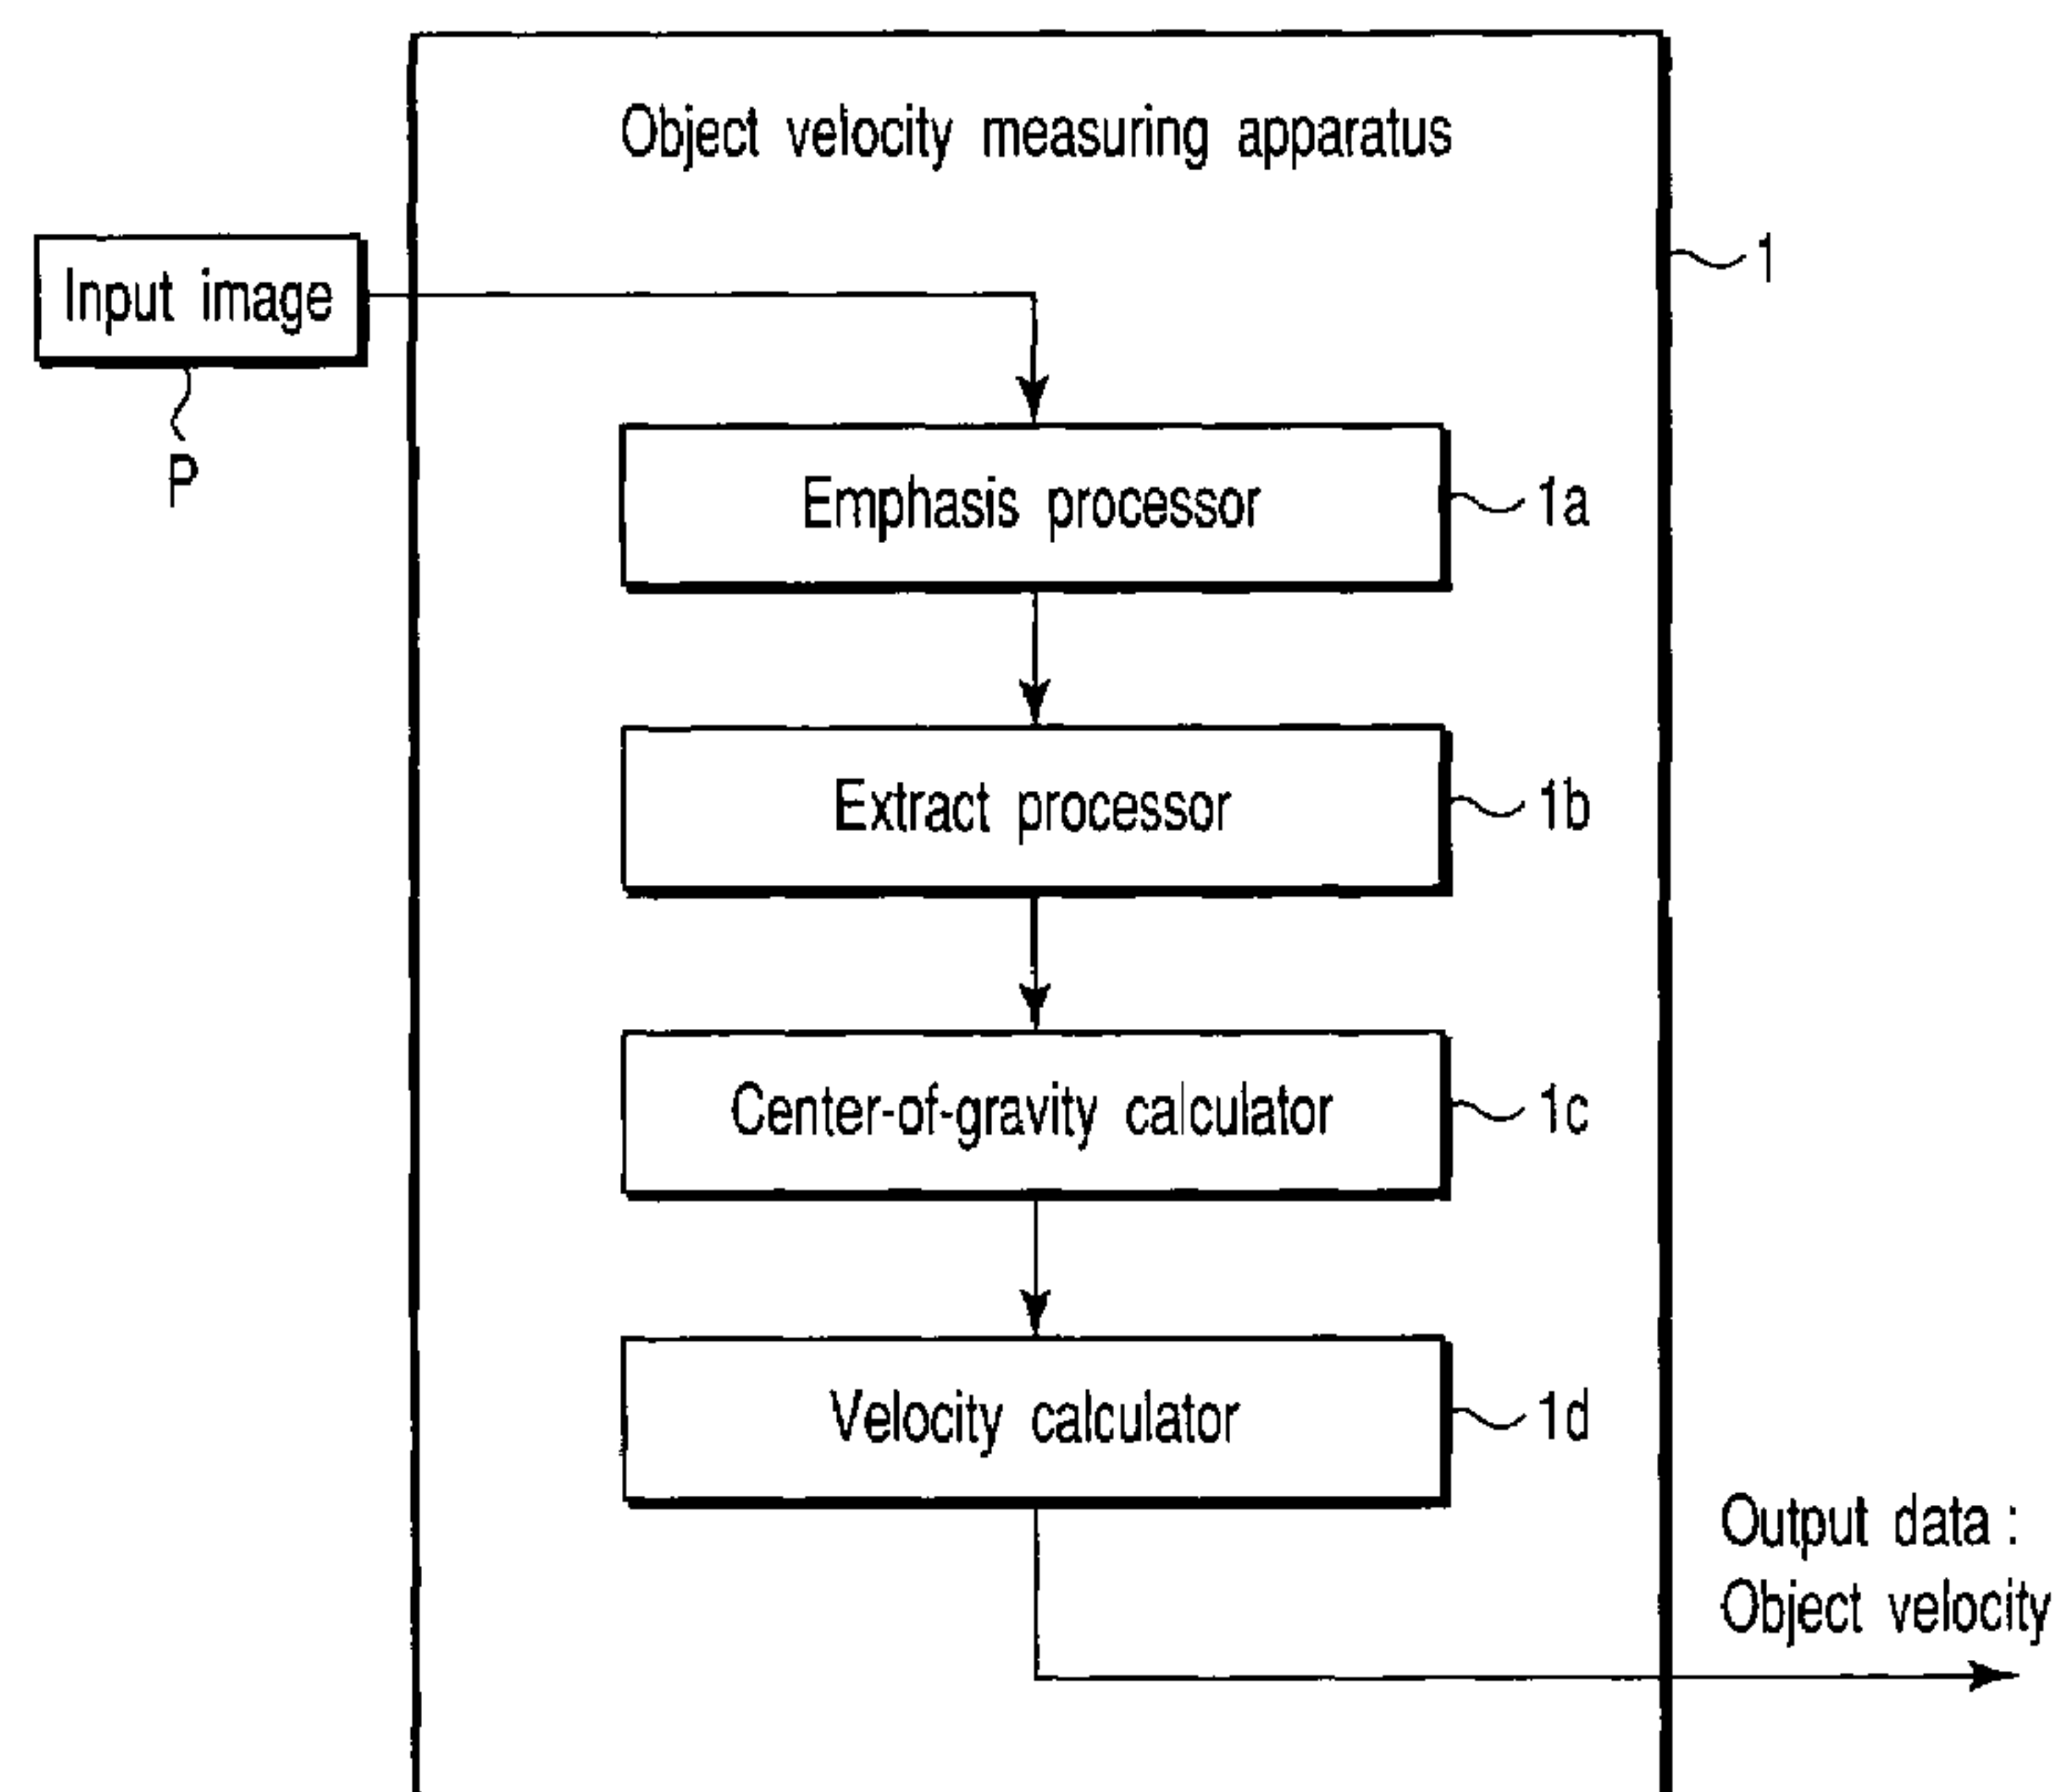 Object velocity measuring apparatus
1
Input image
P
Emphasis processor
1a
Extract processor
1b
Center-of-gravity calculator
1c
Velocity calculator
1d
Output data :
Object velocity